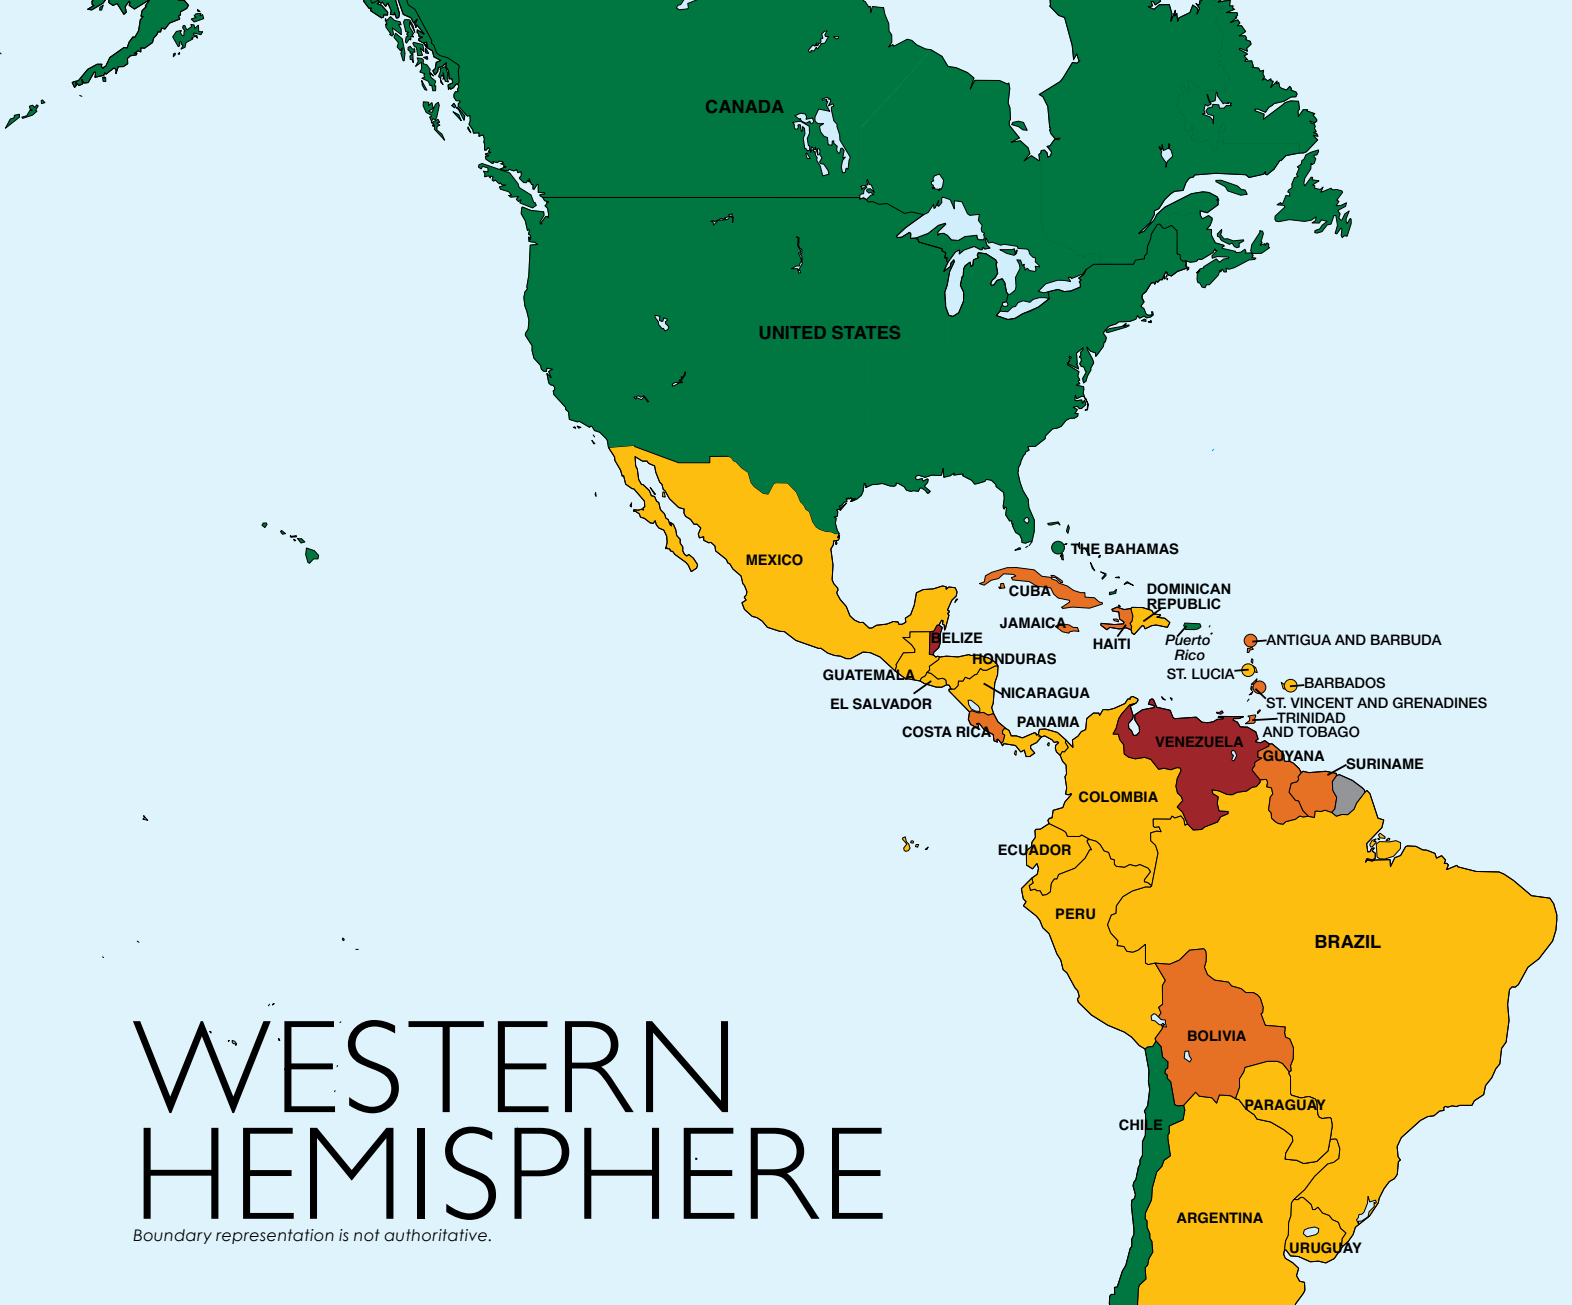 CANADA
UNITED STATES
MEXICO
THE BAHAMAS
CUBA
DOMINICAN
REPUBLIC
JAMAICA
HAITI
Puerto
Rico
BELIZE
ANTIGUA AND BARBUDA
HONDURAS
GUATEMALA
ST. LUCIA
BARBADOS
EL SALVADOR
NICARAGUA
ST. VINCENT AND GRENADINES
COSTA RICA
PANAMA
TRINIDAD
AND TOBAGO
VENEZUELA
GUYANA
SURINAME
COLOMBIA
ECUADOR
PERU
BRAZIL
BOLIVIA
PARAGUAY
CHILE
ARGENTINA
URUGUAY
WESTERN
HEMISPHERE
Boundary representation is not authoritative.